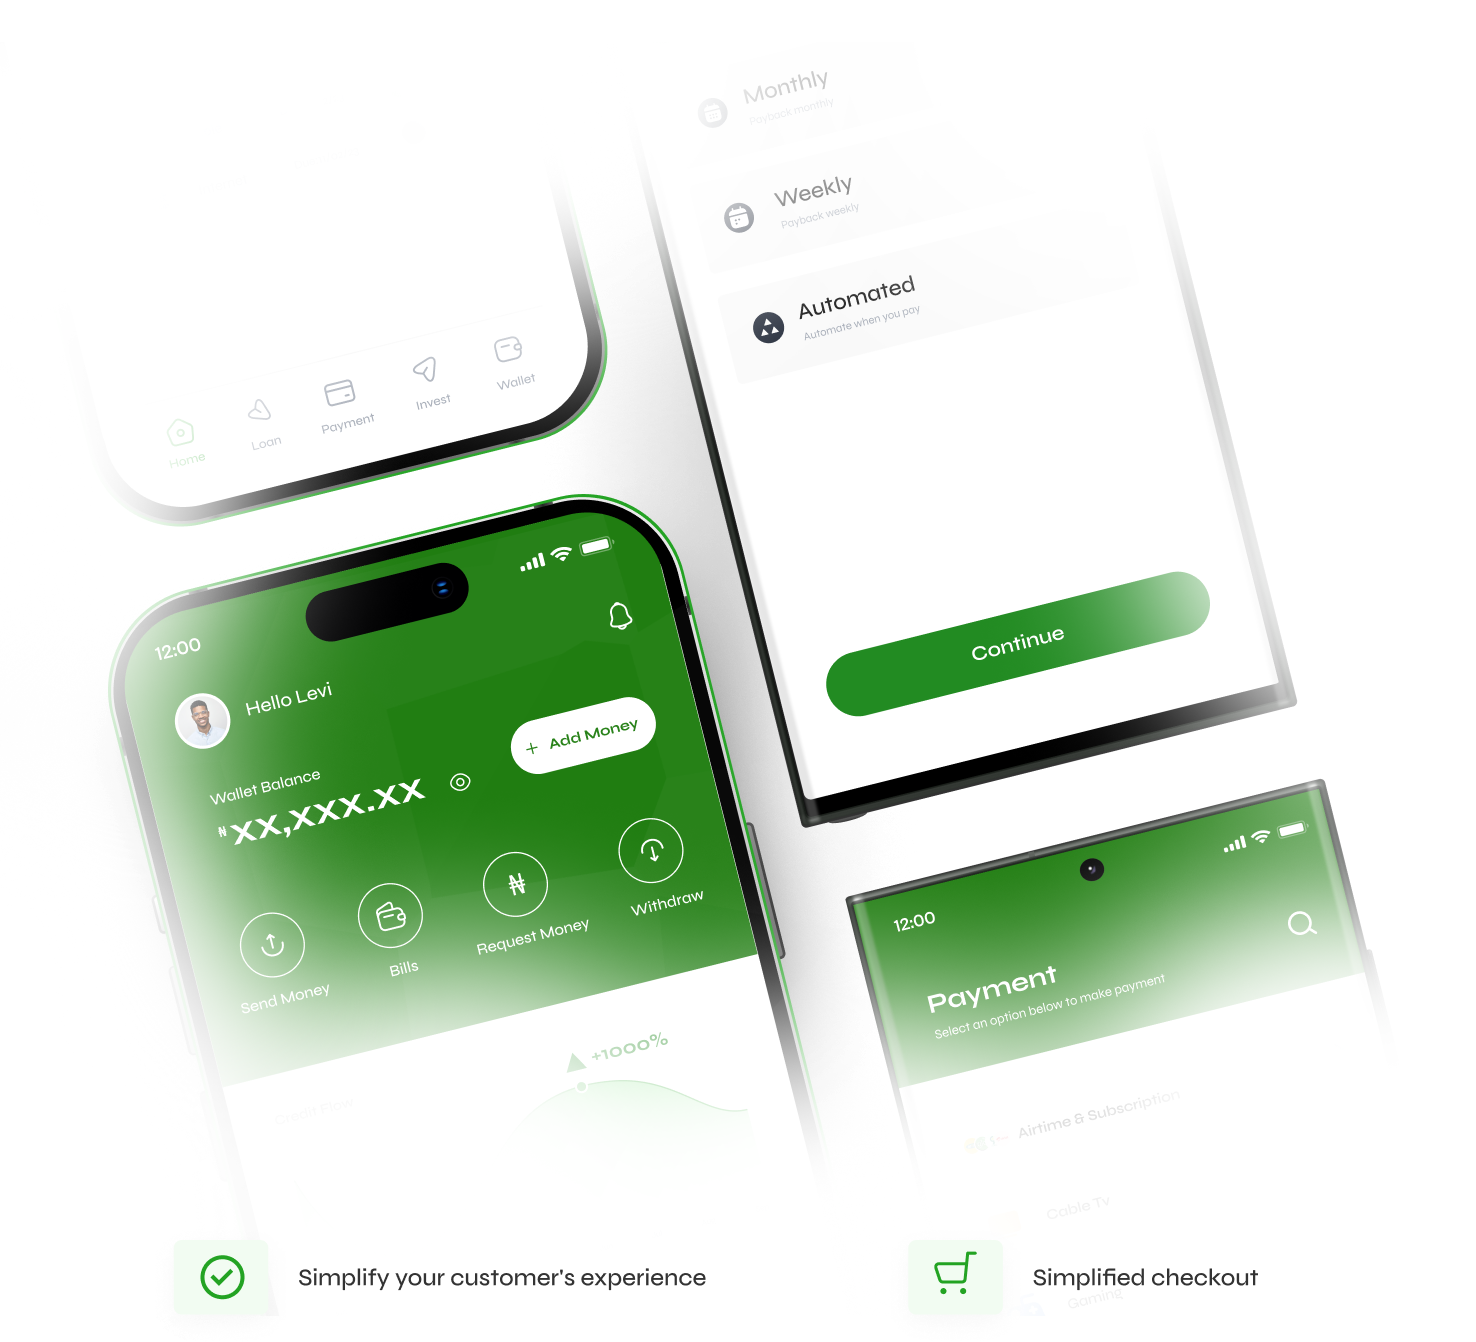 Monthly
Payback monthly
Weekly
Payback weekly
Automated
Automate when you pay
Continue
Home
Loan
Payment
Invest
Wallet
12:00
Hello Levi
+ Add Money
Wallet Balance
₦xx,xxx.xx
₦
Send Money
Bills
Request Money
Withdraw
+1000%
Credit Flow
12:00
Payment
Select an option below to make payment
Airtime & Subscription
Cable Tv
Gaming
Simplify your customer's experience
Simplified checkout